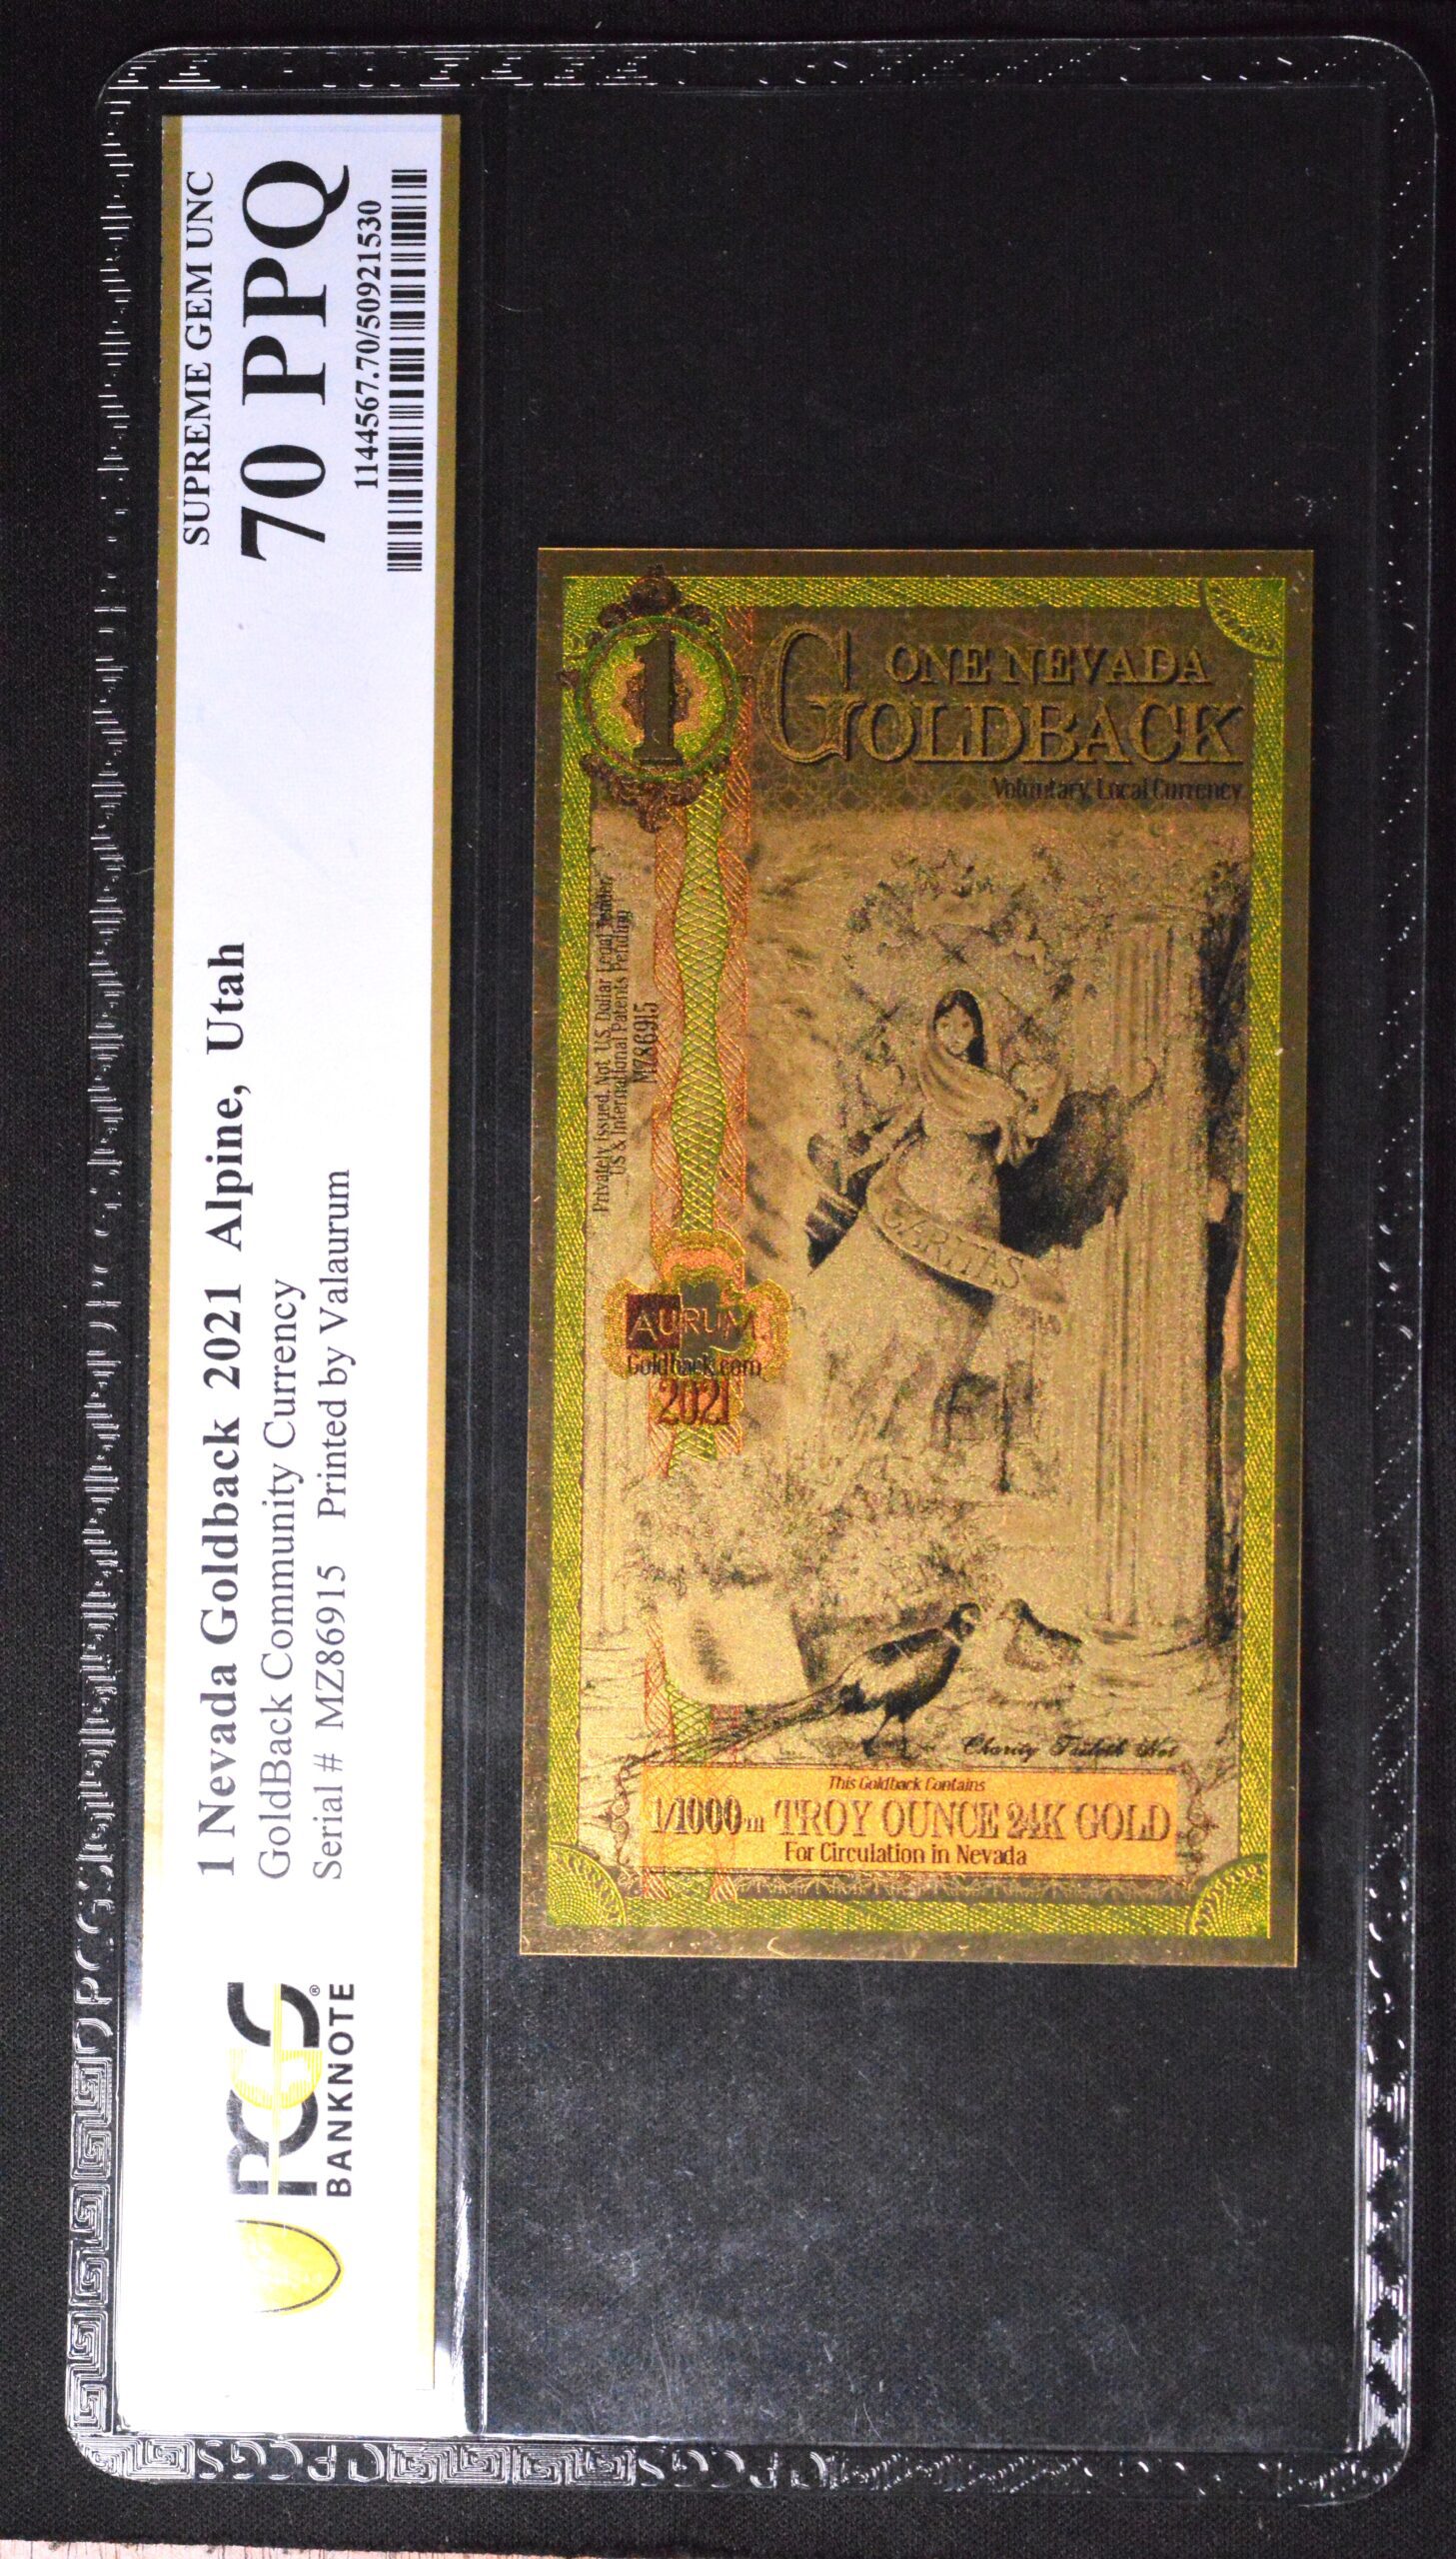 SUPREME GEM UNC
70 PPQ
1144567.70/50921530
1 Nevada Goldback 2021 Alpine, Utah
GoldBack Community Currency
Serial # MZ86915 Printed by Valaurum
PCGS®
BANKNOTE
1
ONE NEVADA
GOLDBACK
Voluntary Local Currency
Privately Issued, Not U.S. Dollar Legal Tender.
US & International Patents Pending
MZ86915
CARITAS
AURUM
Goldback.com
2021
Charity Faileth Not
This Goldback Contains
1/1000TH TROY OUNCE 24K GOLD
For Circulation in Nevada
PCGS
PCGS